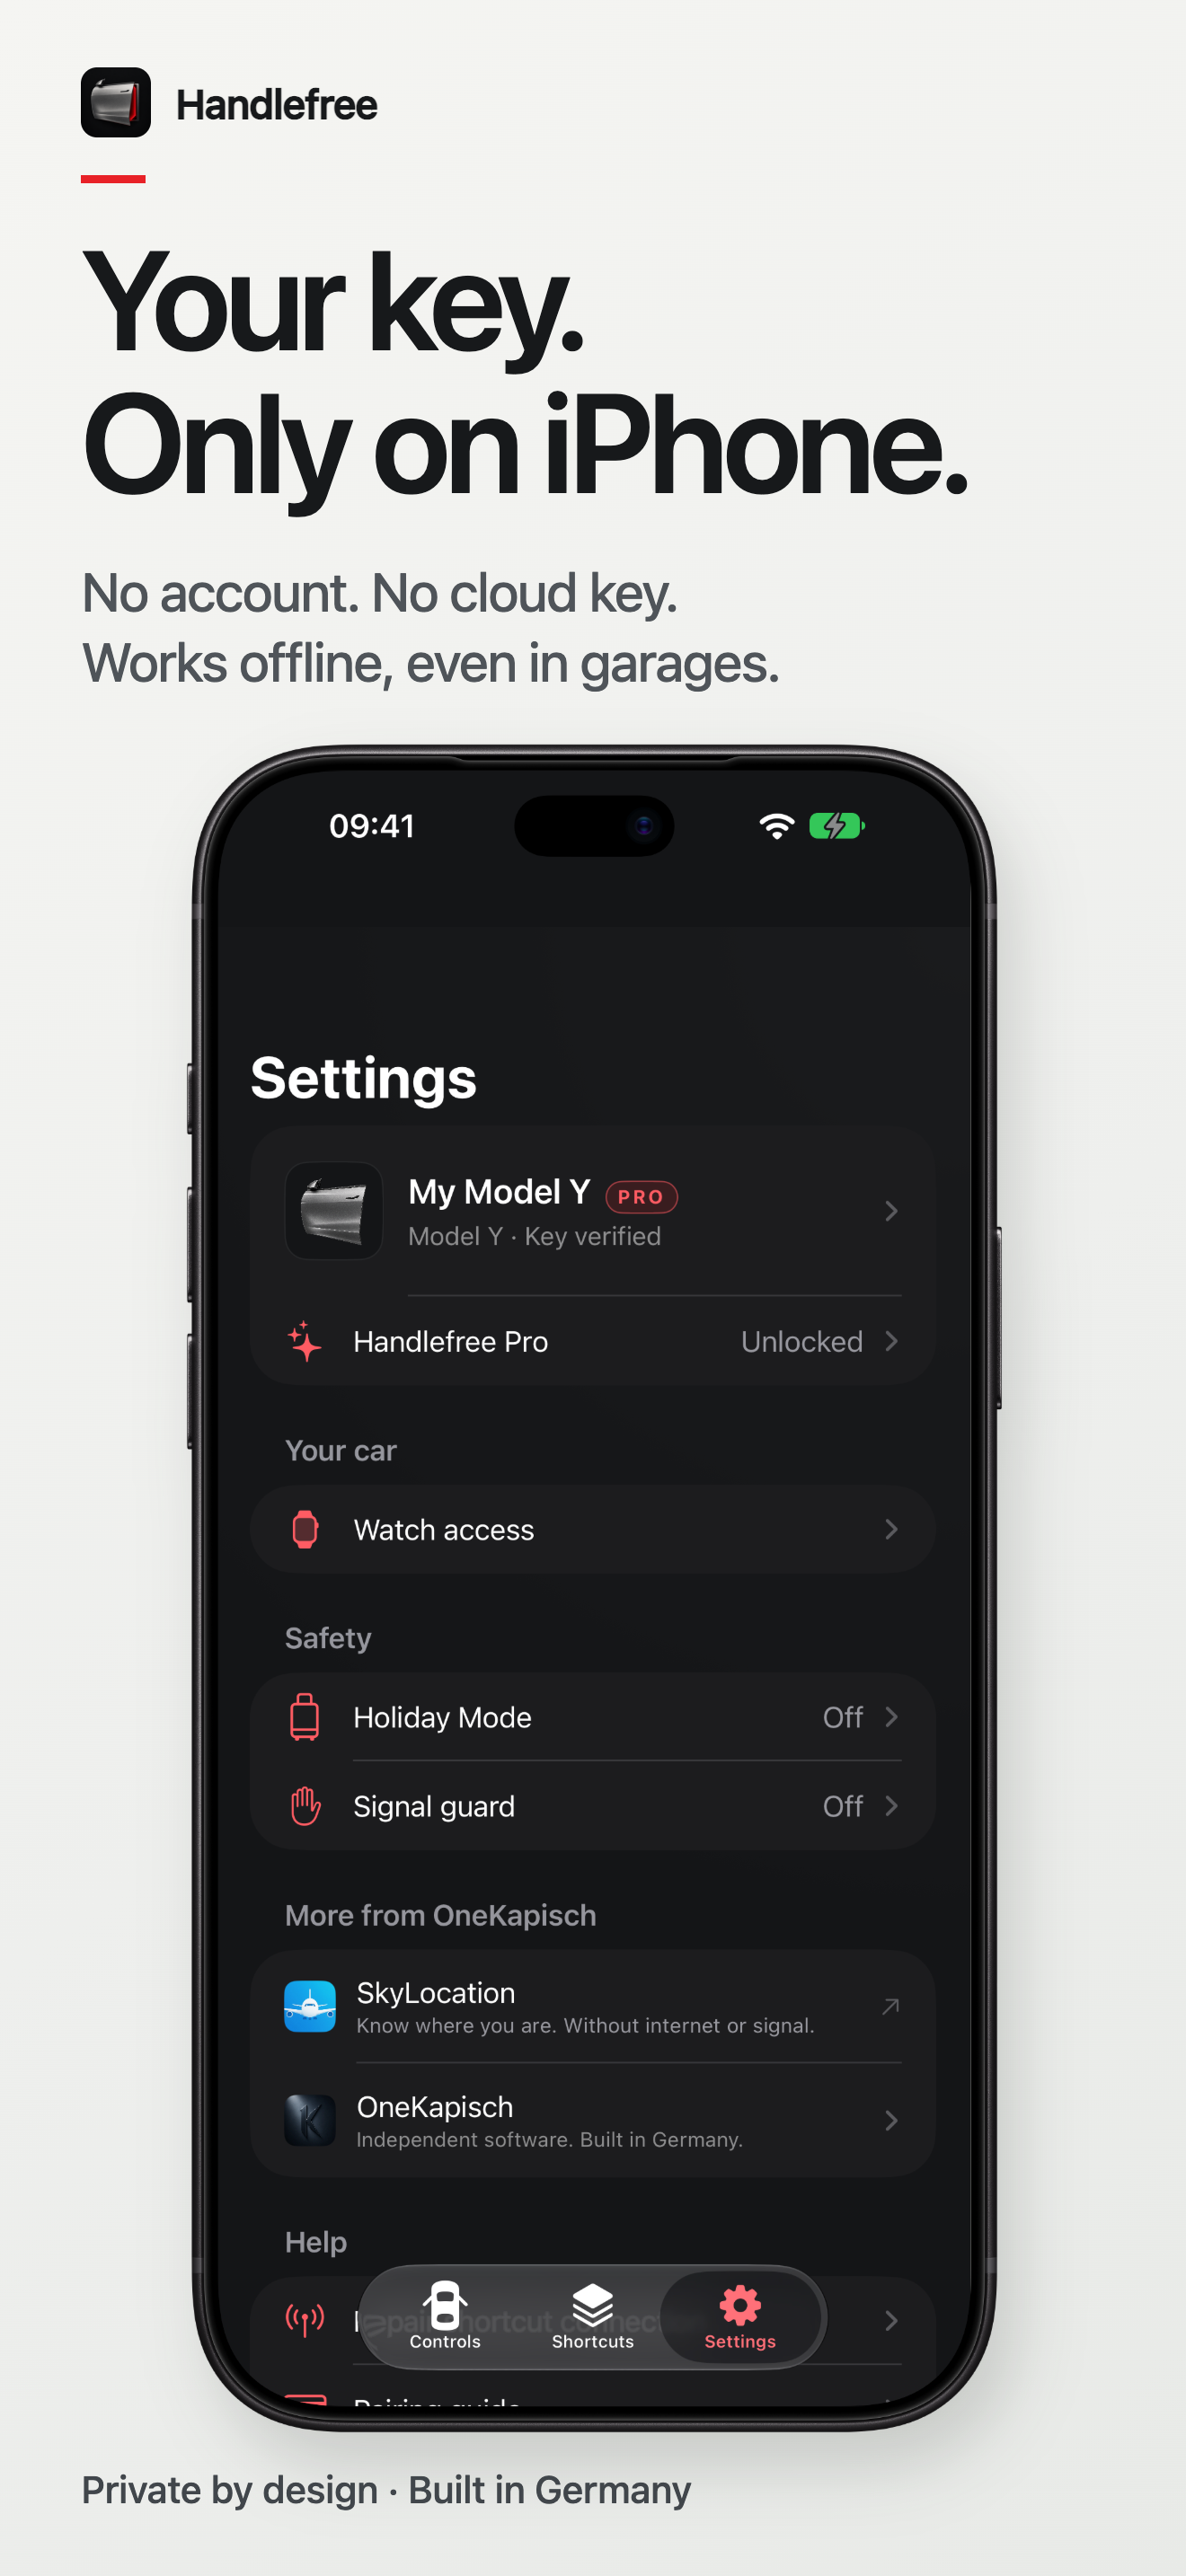 Handlefree
Your key.
Only on iPhone.
No account. No cloud key.
Works offline, even in garages.
09:41
Settings
My Model Y PRO
Model Y · Key verified
Handlefree Pro Unlocked
Your car
Watch access
Safety
Holiday Mode Off
Signal guard Off
More from OneKapisch
SkyLocation
Know where you are. Without internet or signal.
OneKapisch
Independent software. Built in Germany.
Help
Controls Shortcuts Settings
Pairing guide
Private by design · Built in Germany